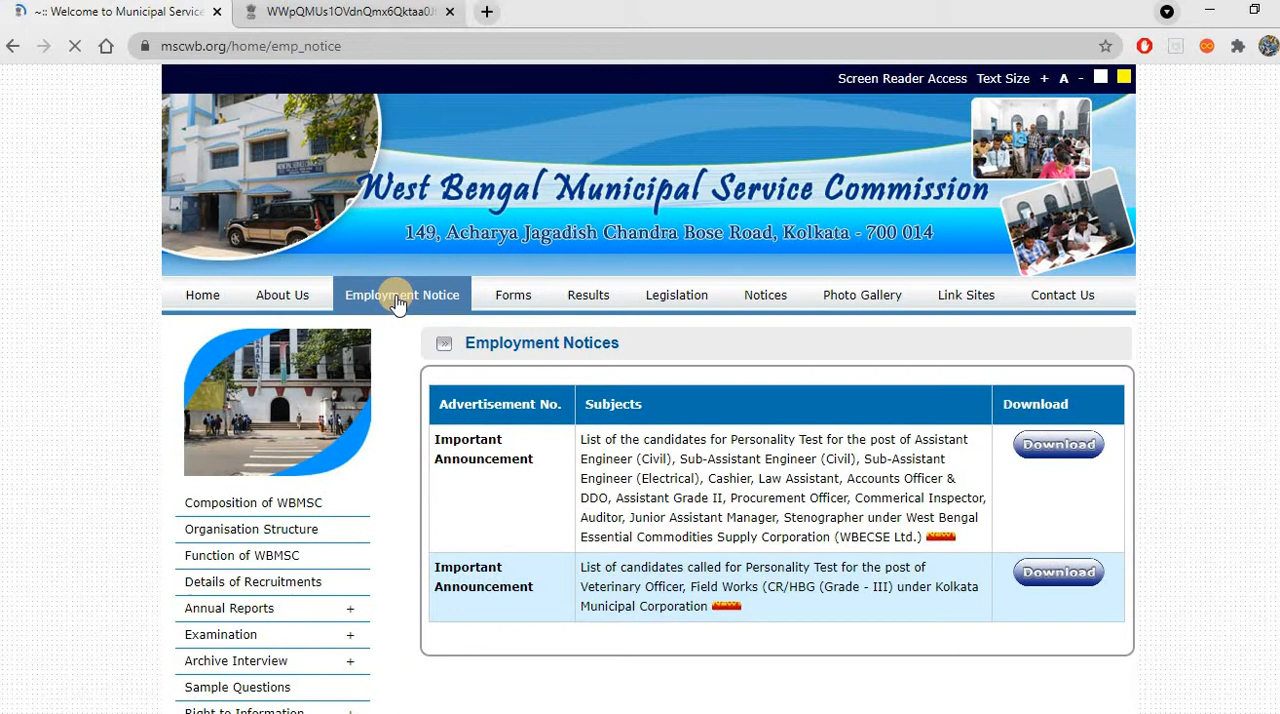 ~:: Welcome to Municipal Service
WWpQMUs1OVdnQmx6Qktaa0J
mscwb.org/home/emp_notice
Screen Reader Access Text Size + A -
West Bengal Municipal Service Commission
149, Acharya Jagadish Chandra Bose Road, Kolkata - 700 014
Home About Us Employment Notice Forms Results Legislation Notices Photo Gallery Link Sites Contact Us
Employment Notices
Advertisement No. Subjects Download
Important Announcement
List of the candidates for Personality Test for the post of Assistant
Engineer (Civil), Sub-Assistant Engineer (Civil), Sub-Assistant
Engineer (Electrical), Cashier, Law Assistant, Accounts Officer &
DDO, Assistant Grade II, Procurement Officer, Commerical Inspector,
Auditor, Junior Assistant Manager, Stenographer under West Bengal
Essential Commodities Supply Corporation (WBECSE Ltd.)
Download
Important Announcement
List of candidates called for Personality Test for the post of
Veterinary Officer, Field Works (CR/HBG (Grade - III) under Kolkata
Municipal Corporation
Download
Composition of WBMSC
Organisation Structure
Function of WBMSC
Details of Recruitments
Annual Reports +
Examination +
Archive Interview +
Sample Questions
Right to Information